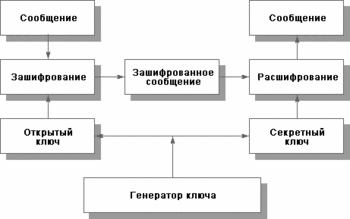 Сообщение
Сообщение
Зашифрование
Зашифрованное
сообщение
Расшифрование
Открытый
ключ
Секретный
ключ
Генератор ключа